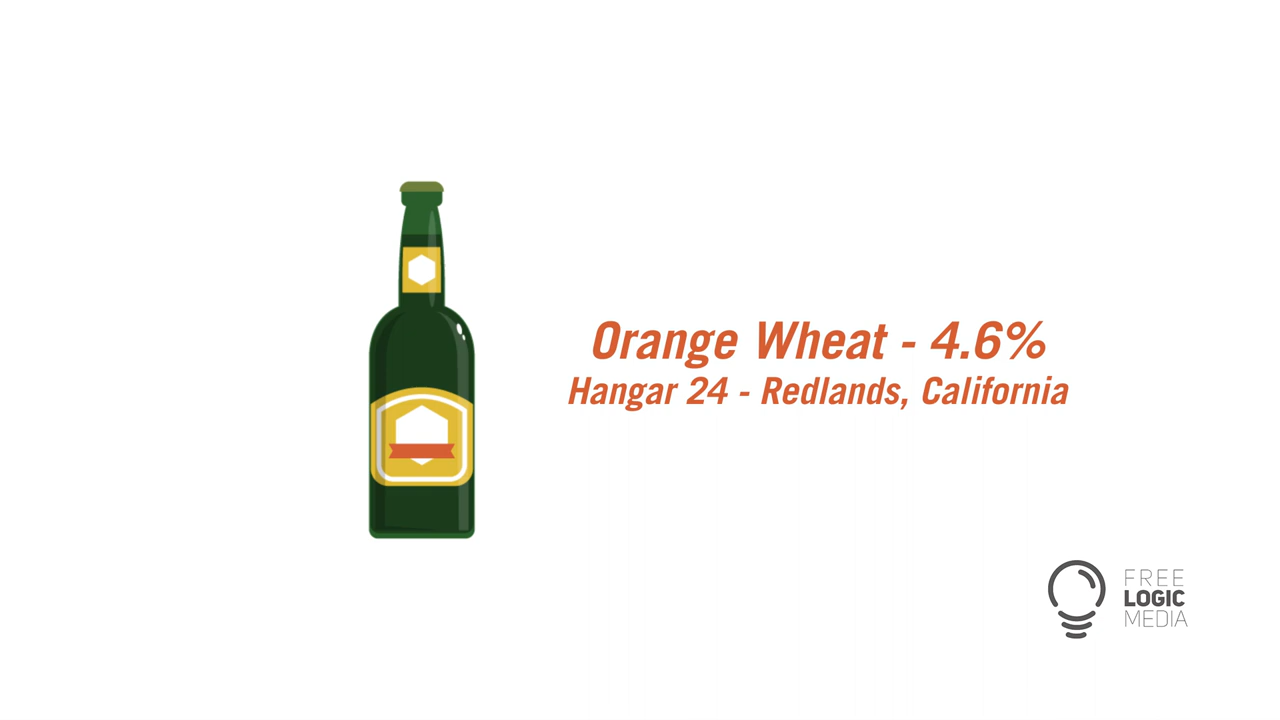 Orange Wheat - 4.6%
Hangar 24 - Redlands, California
FREE
LOGIC
MEDIA